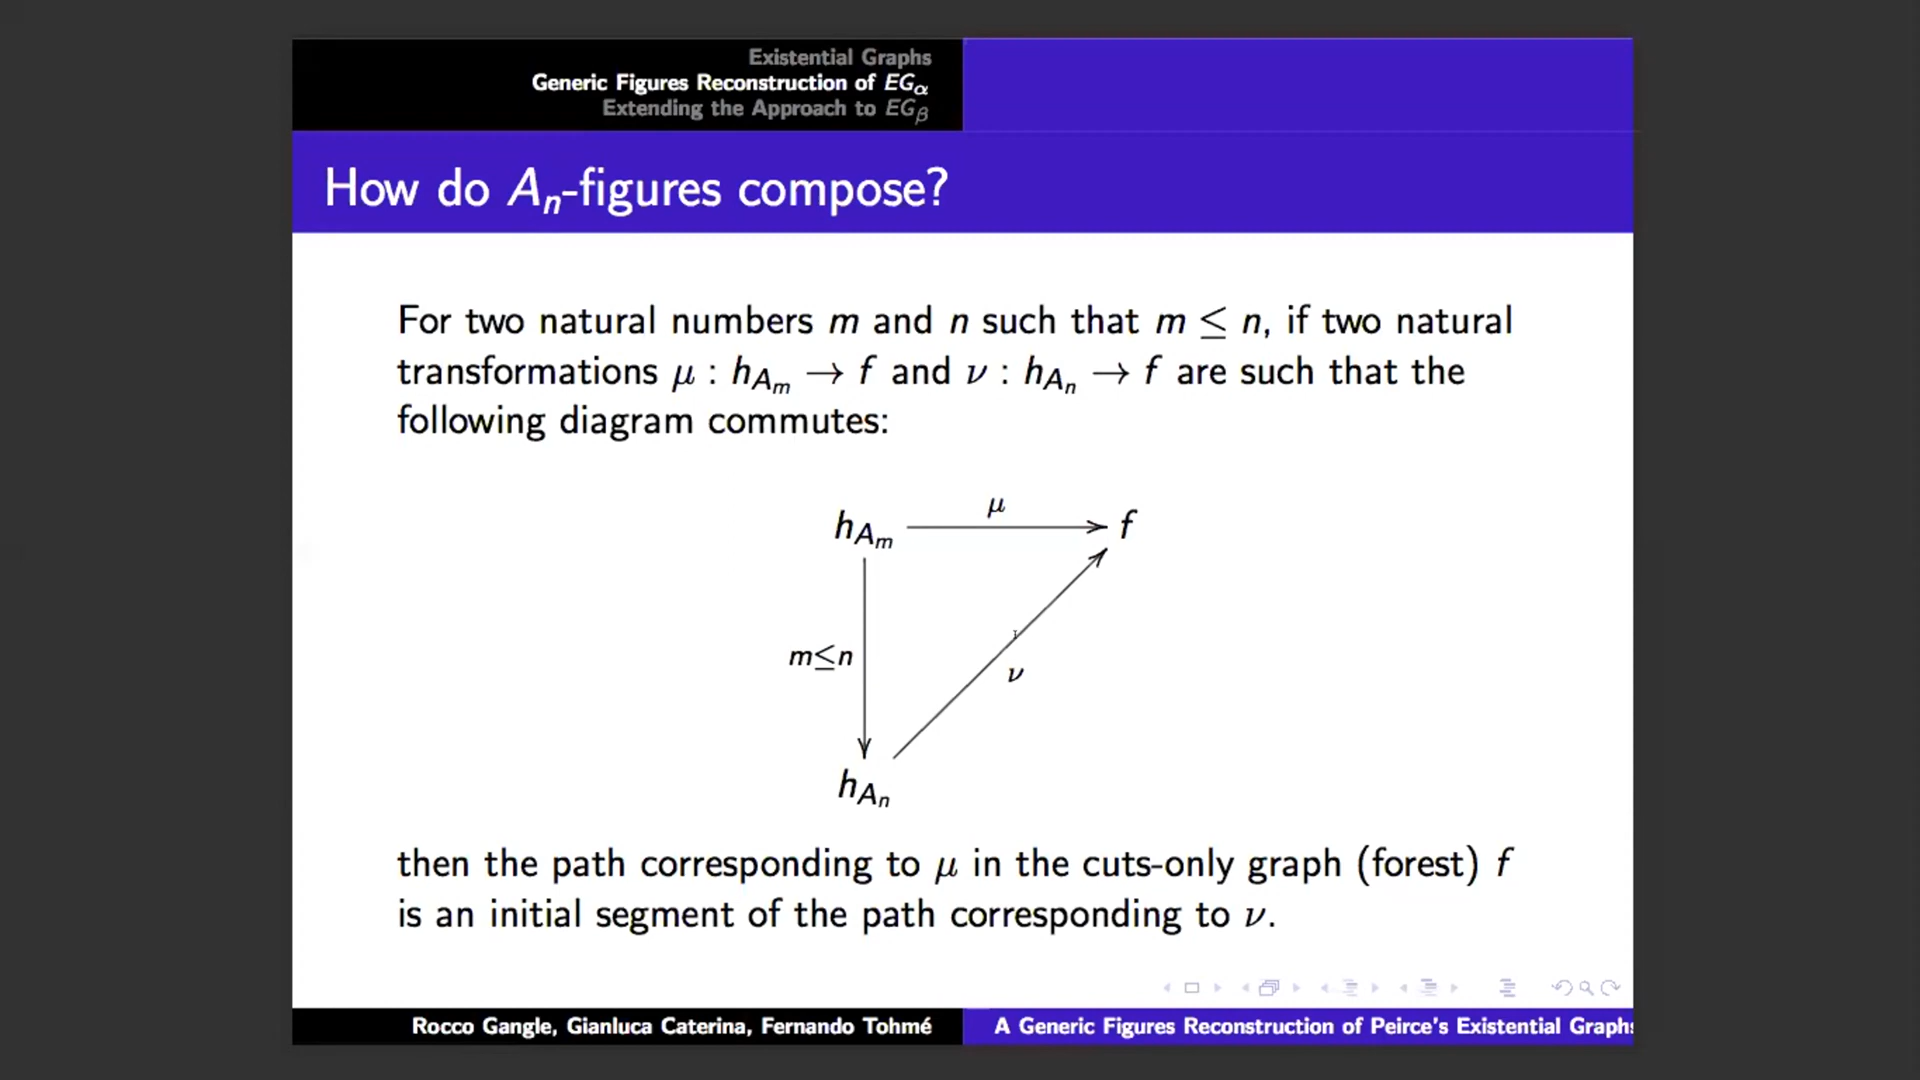 Existential Graphs
Generic Figures Reconstruction of EGα
Extending the Approach to EGβ
How do Aₙ-figures compose?
For two natural numbers m and n such that m ≤ n, if two natural
transformations μ : h_{A_m} → f and ν : h_{A_n} → f are such that the
following diagram commutes:
μ
h_{A_m} f
m≤n
ν
h_{A_n}
then the path corresponding to μ in the cuts-only graph (forest) f
is an initial segment of the path corresponding to ν.
Rocco Gangle, Gianluca Caterina, Fernando Tohmé
A Generic Figures Reconstruction of Peirce's Existential Graphs